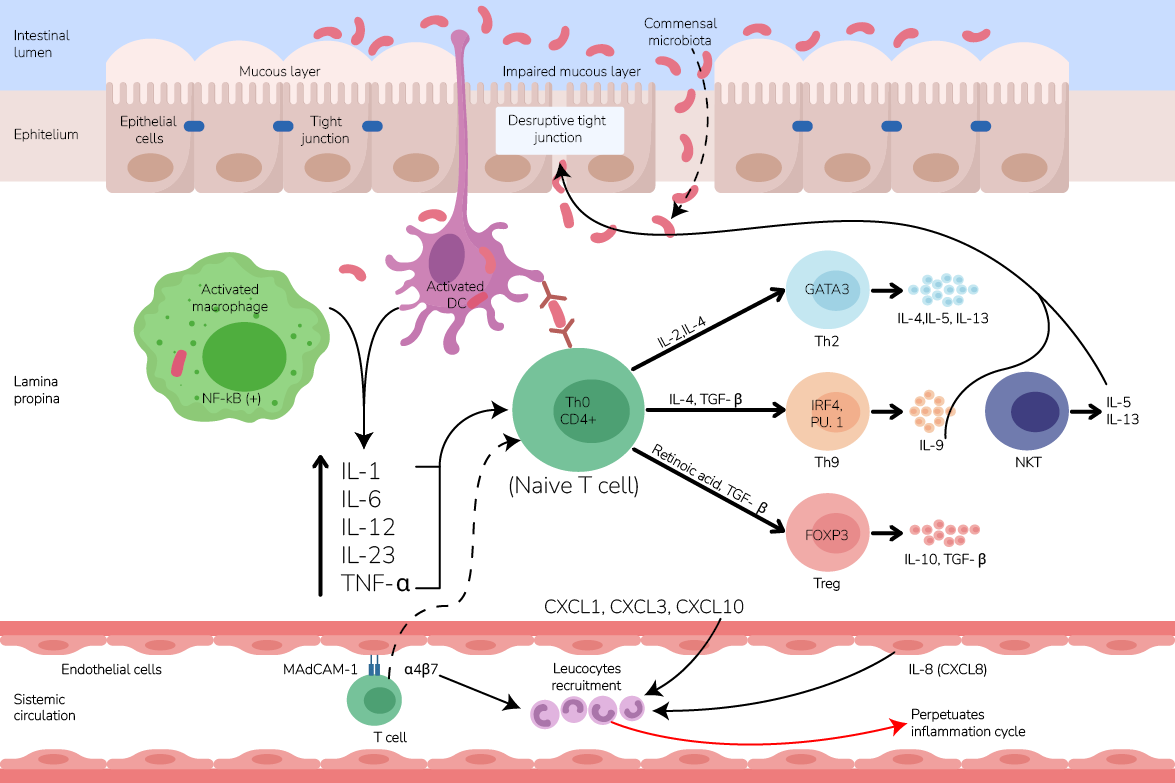 Intestinal
lumen
Commensal
microbiota
Mucous layer
Impaired mucous layer
Ephitelium
Epithelial
cells
Tight
junction
Desruptive tight
junction
Activated
macrophage
NF-kB (+)
Activated
DC
Lamina
propina
IL-1
IL-6
IL-12
IL-23
TNF-α
Th0
CD4+
(Naive T cell)
IL-2,IL-4
GATA3
Th2
IL-4,IL-5, IL-13
IL-4, TGF-β
IRF4,
PU. 1
Th9
IL-9
NKT
IL-5
IL-13
Retinoic acid, TGF- β
FOXP3
Treg
IL-10, TGF-β
CXCL1, CXCL3, CXCL10
Endothelial cells
MAdCAM-1
α4β7
Leucocytes
recruitment
IL-8 (CXCL8)
Sistemic
circulation
T cell
Perpetuates
inflammation cycle